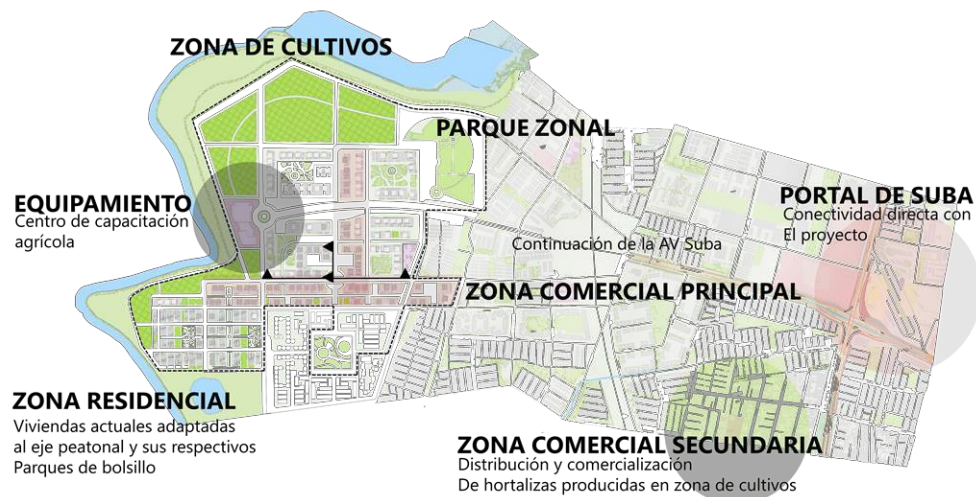 ZONA DE CULTIVOS
PARQUE ZONAL
EQUIPAMIENTO
Centro de capacitación
agrícola
PORTAL DE SUBA
Conectividad directa con
El proyecto
Continuación de la AV Suba
ZONA COMERCIAL PRINCIPAL
ZONA RESIDENCIAL
Viviendas actuales adaptadas
al eje peatonal y sus respectivos
Parques de bolsillo
ZONA COMERCIAL SECUNDARIA
Distribución y comercialización
De hortalizas producidas en zona de cultivos